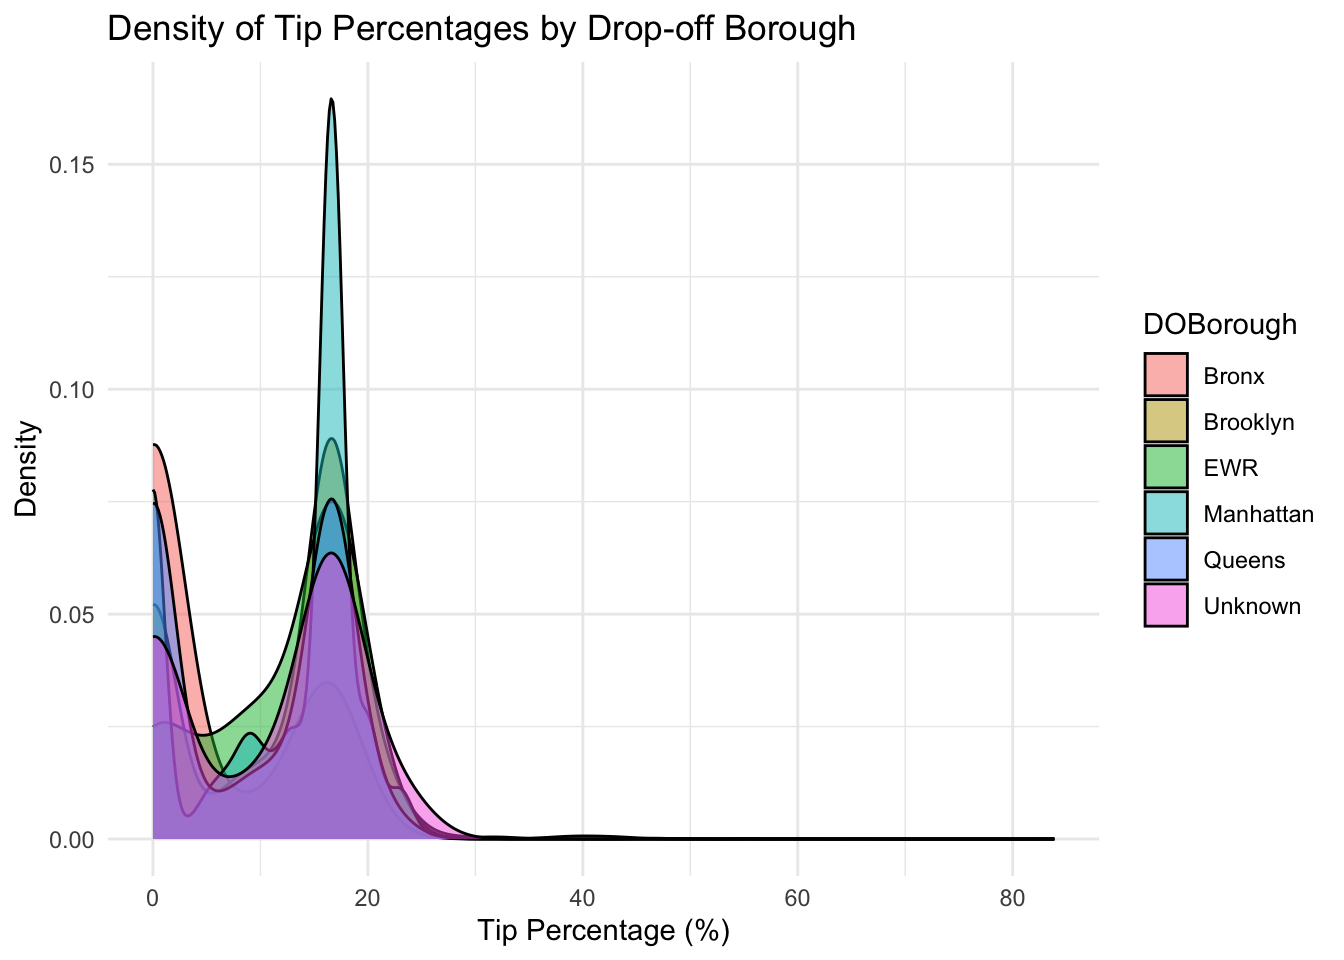 Density of Tip Percentages by Drop-off Borough
Density
0.15
0.10
0.05
0.00
0 20 40 60 80
Tip Percentage (%)
DOBorough
Bronx
Brooklyn
EWR
Manhattan
Queens
Unknown